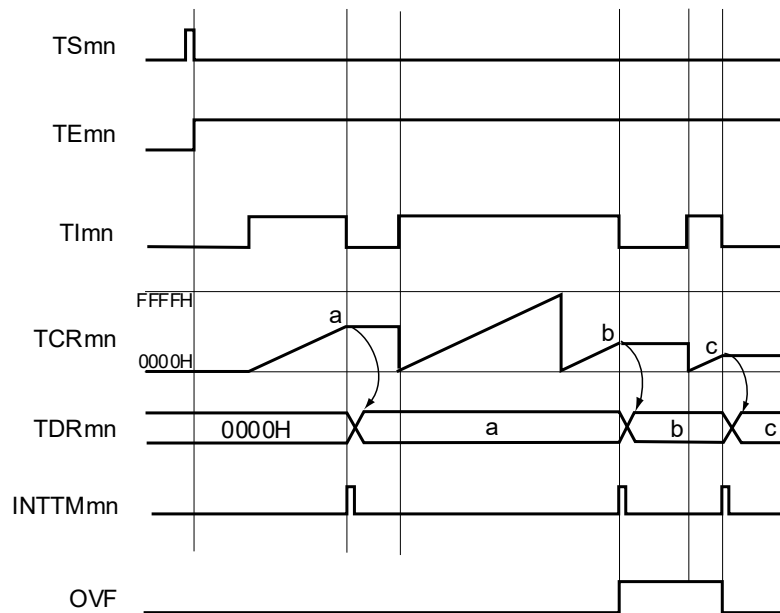 TSmn
TEmn
TImn
FFFFH
TCRmn
0000H
a
b
c
TDRmn
0000H
a
b
c
INTTMmn
OVF